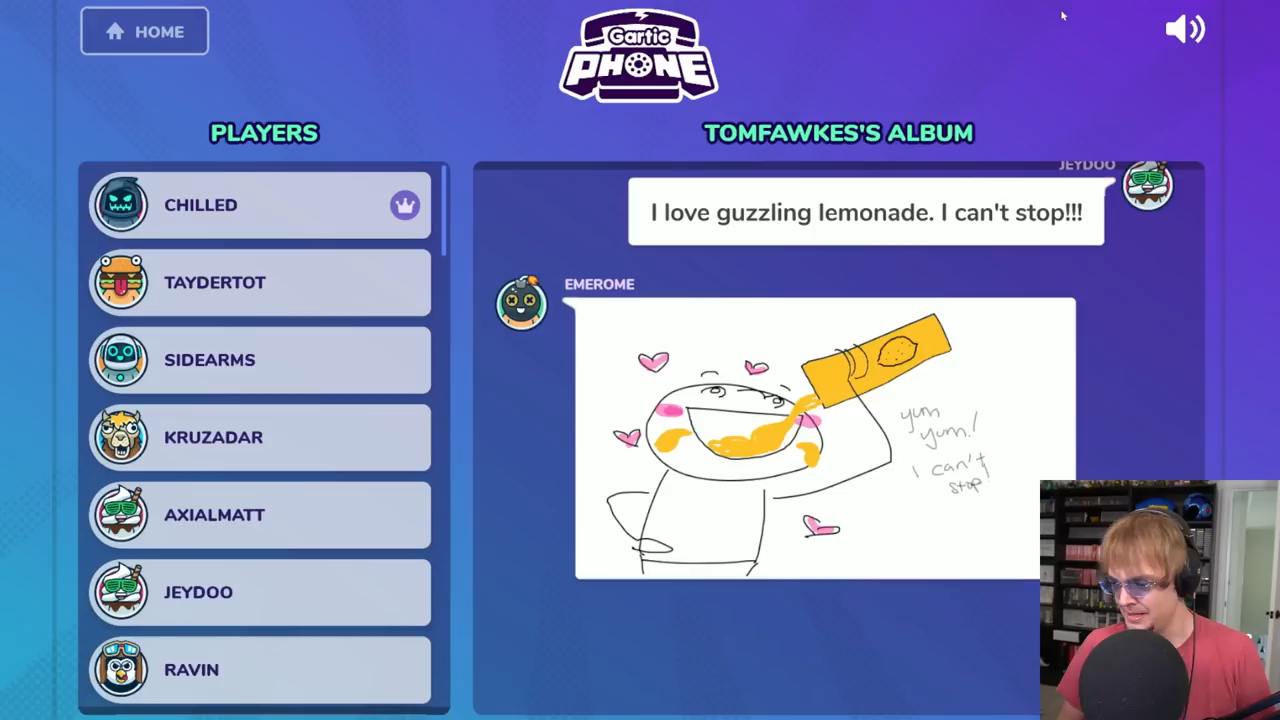 HOME
Gartic
PHONE
PLAYERS
TOMFAWKES'S ALBUM
CHILLED
TAYDERTOT
SIDEARMS
KRUZADAR
AXIALMATT
JEYDOO
RAVIN
JEYDOO
I love guzzling lemonade. I can't stop!!!
EMEROME
yum
yum!
I can't
stop